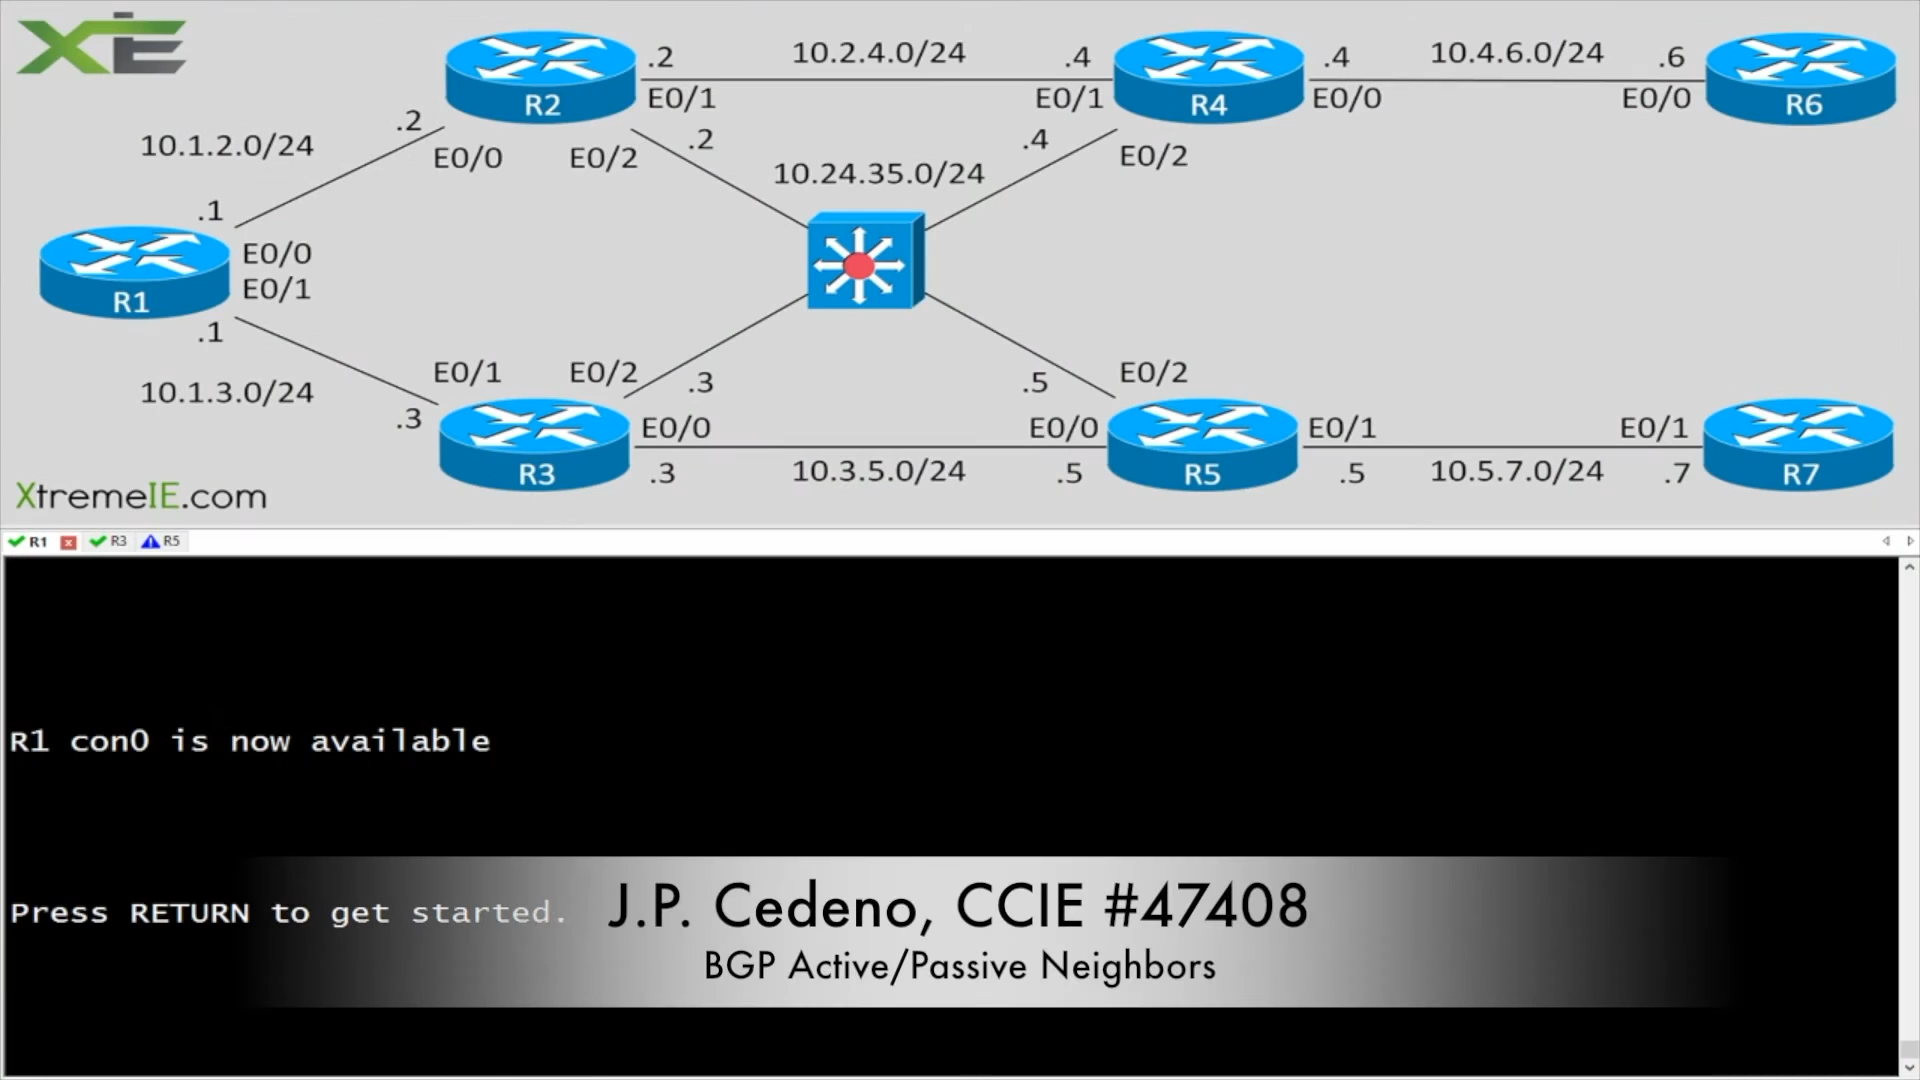 XIE
.2 10.2.4.0/24 .4 .4 10.4.6.0/24 .6
R2 E0/1 E0/1 R4 E0/0 E0/0 R6
.2 .2 .4
10.1.2.0/24 E0/0 E0/2 E0/2
10.24.35.0/24
.1
E0/0
R1 E0/1
.1
E0/1 E0/2 .3 .5 E0/2
10.1.3.0/24
.3 E0/0 E0/0 E0/1 E0/1
R3 .3 10.3.5.0/24 .5 R5 .5 10.5.7.0/24 .7 R7
XtremeIE.com
R1 R3 R5
R1 con0 is now available
Press RETURN to get started.
J.P. Cedeno, CCIE #47408
BGP Active/Passive Neighbors